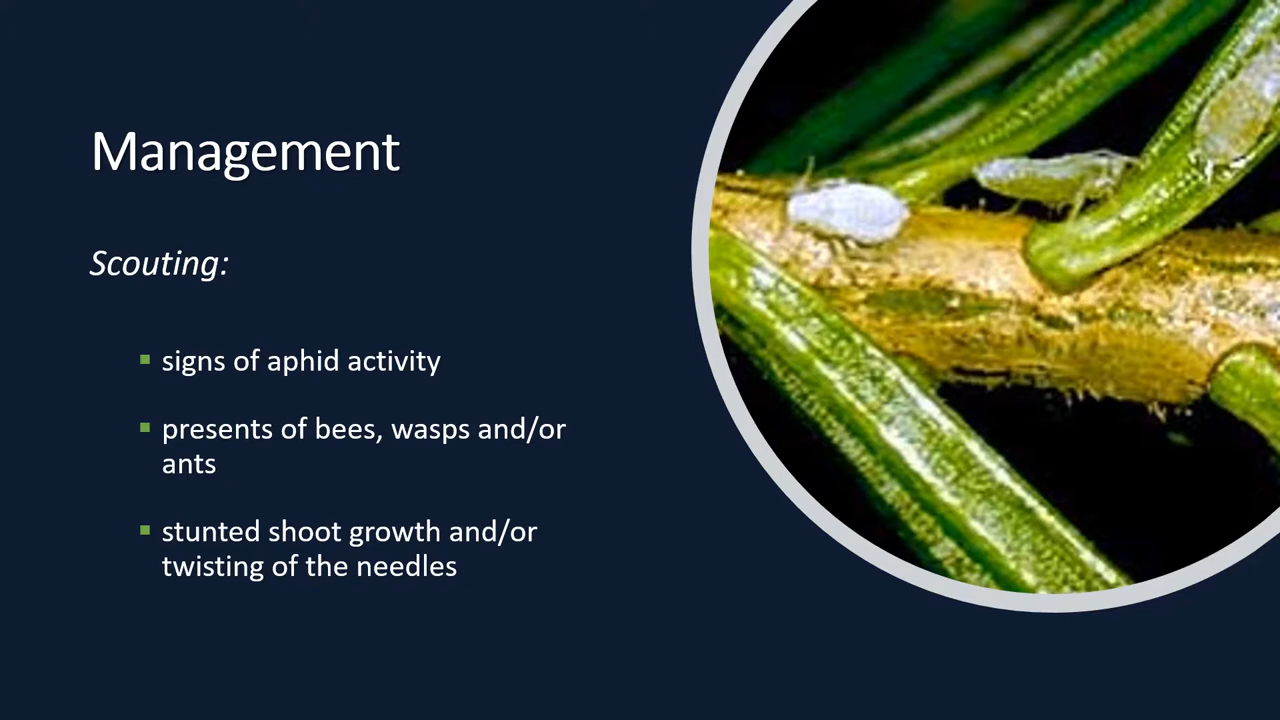 Management
Scouting:
signs of aphid activity
presents of bees, wasps and/or
ants
stunted shoot growth and/or
twisting of the needles